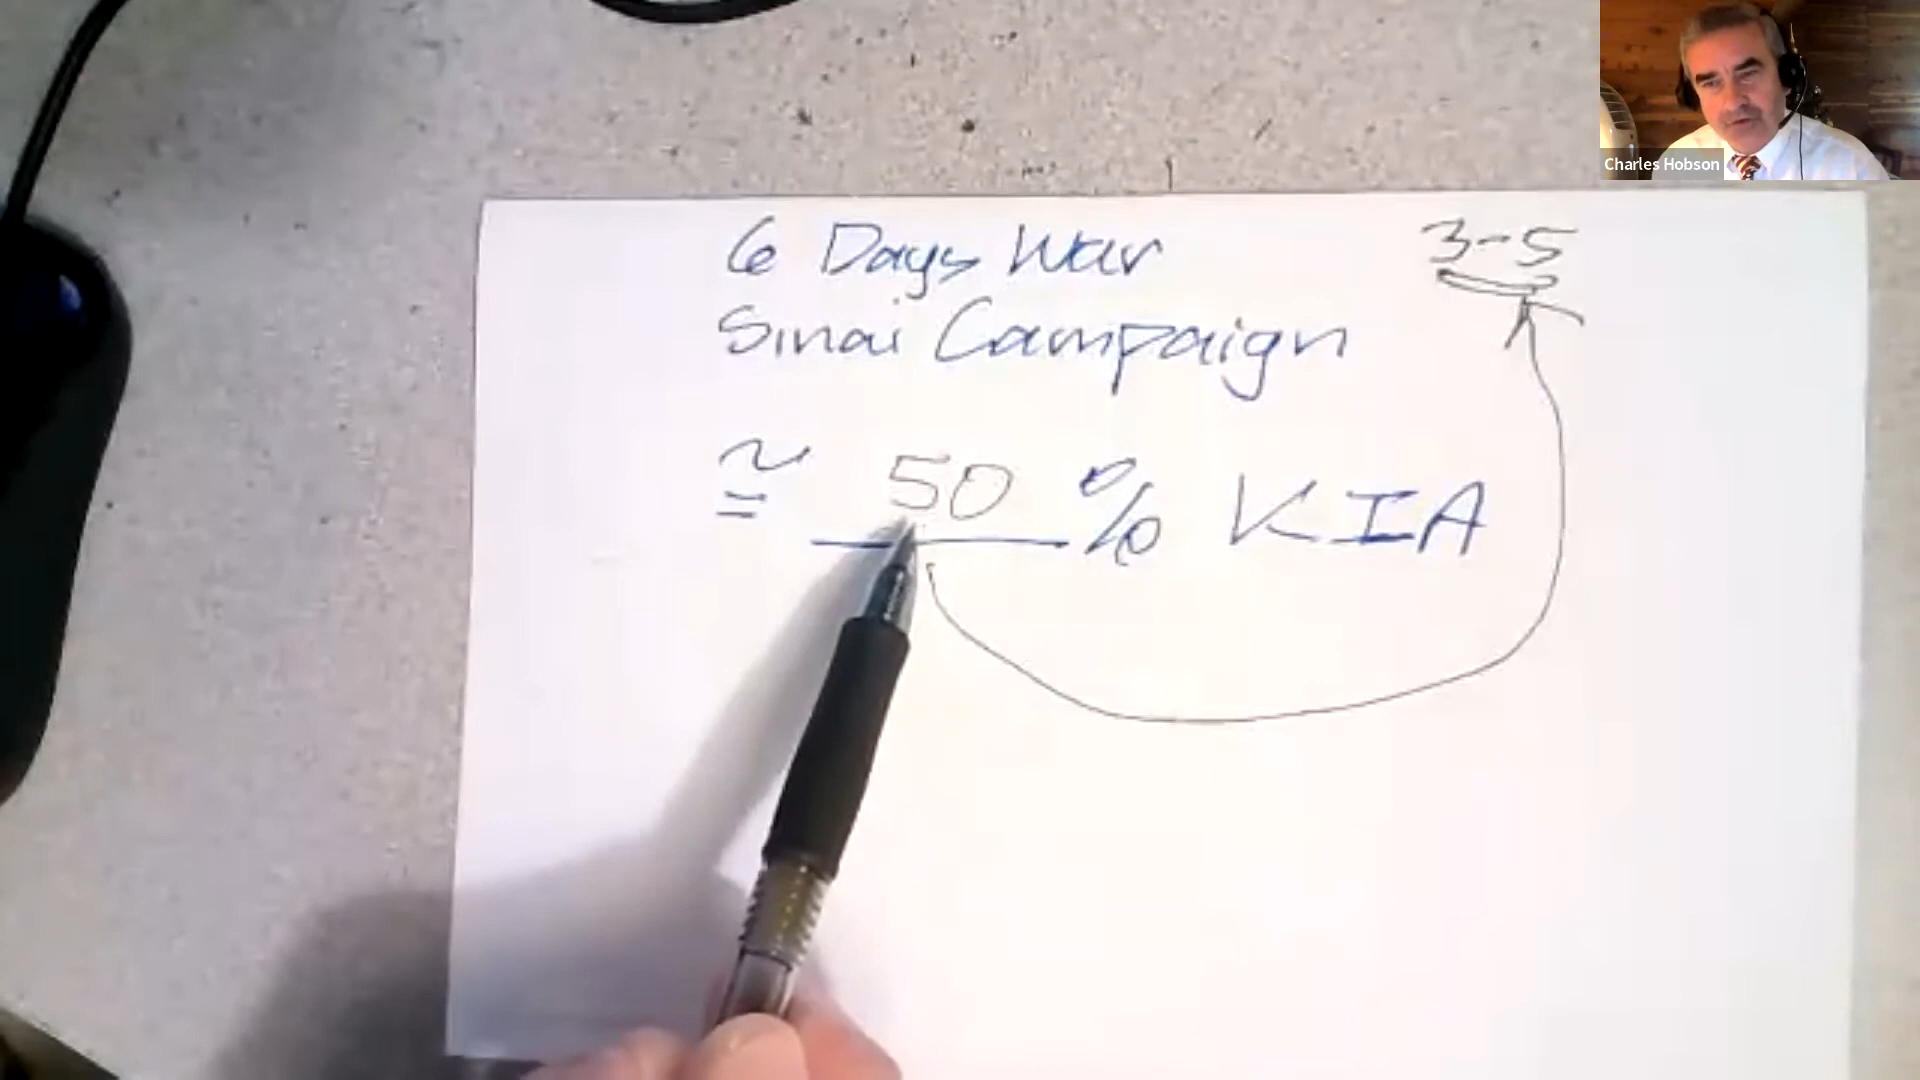 Charles Hobson
6 Days War
3-5
Sinai Campaign
≅ 50 % KIA